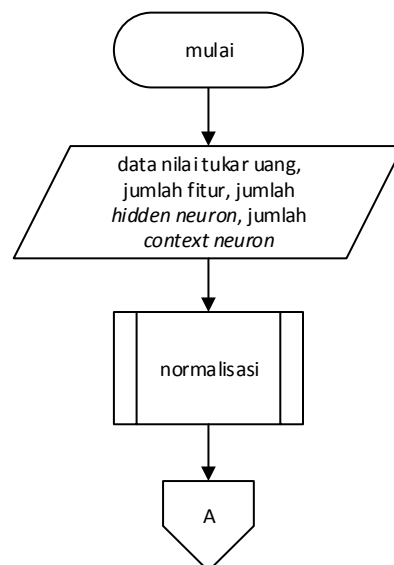 mulai
data nilai tukar uang,
jumlah fitur, jumlah
hidden neuron, jumlah
context neuron
normalisasi
A